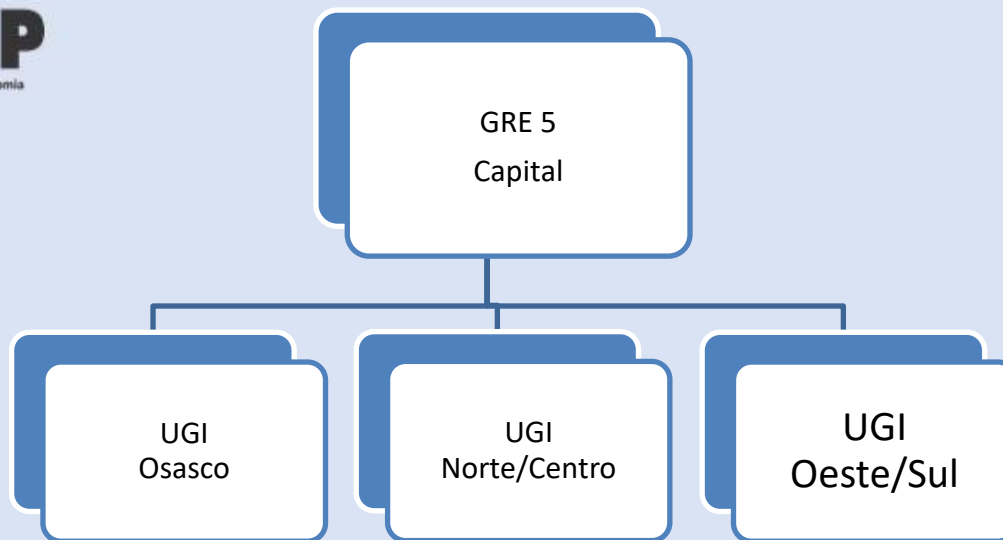 GRE 5
Capital
UGI
Osasco
UGI
Norte/Centro
UGI
Oeste/Sul